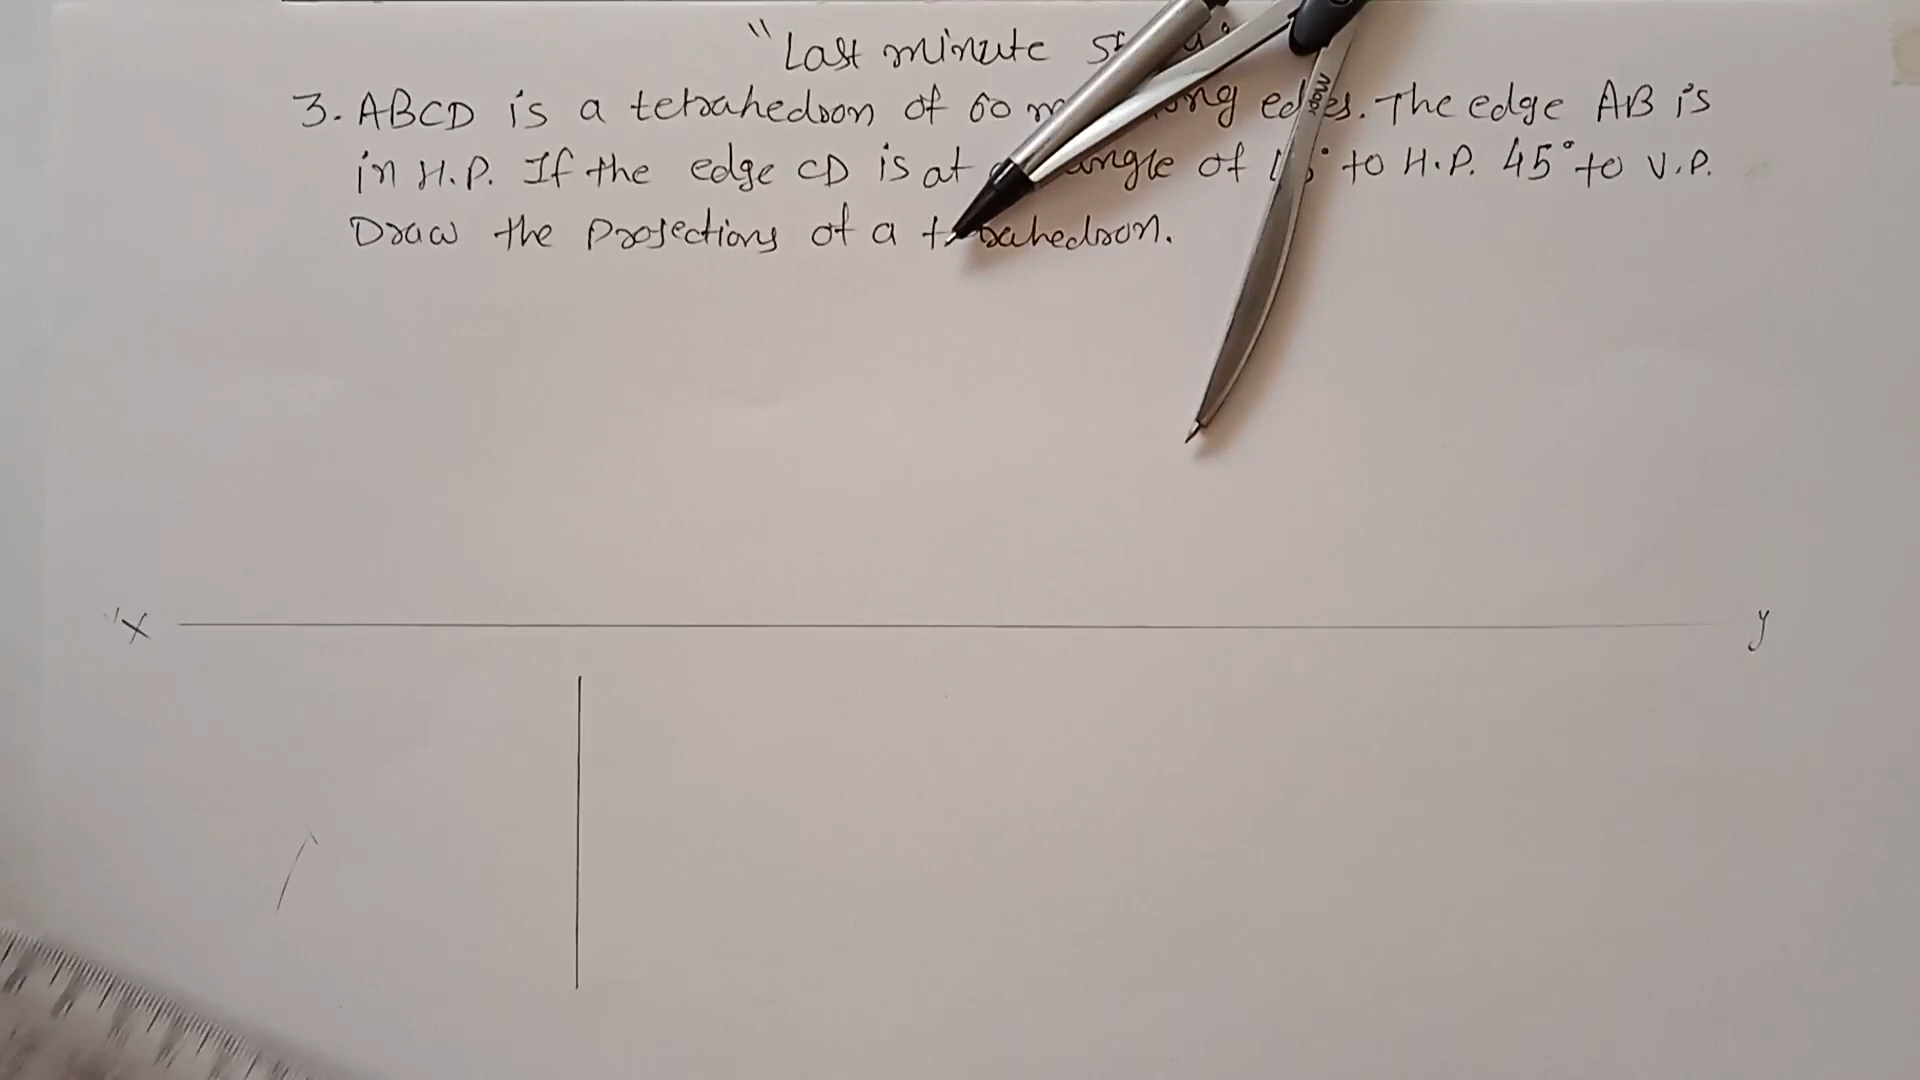 "Last minute
3. ABCD is a tetrahedron of 60 edges. The edge AB is
in H.P. If the edge CD is at angle of to H.P. 45° to V.P.
Draw the projections of a tetrahedron.
X y